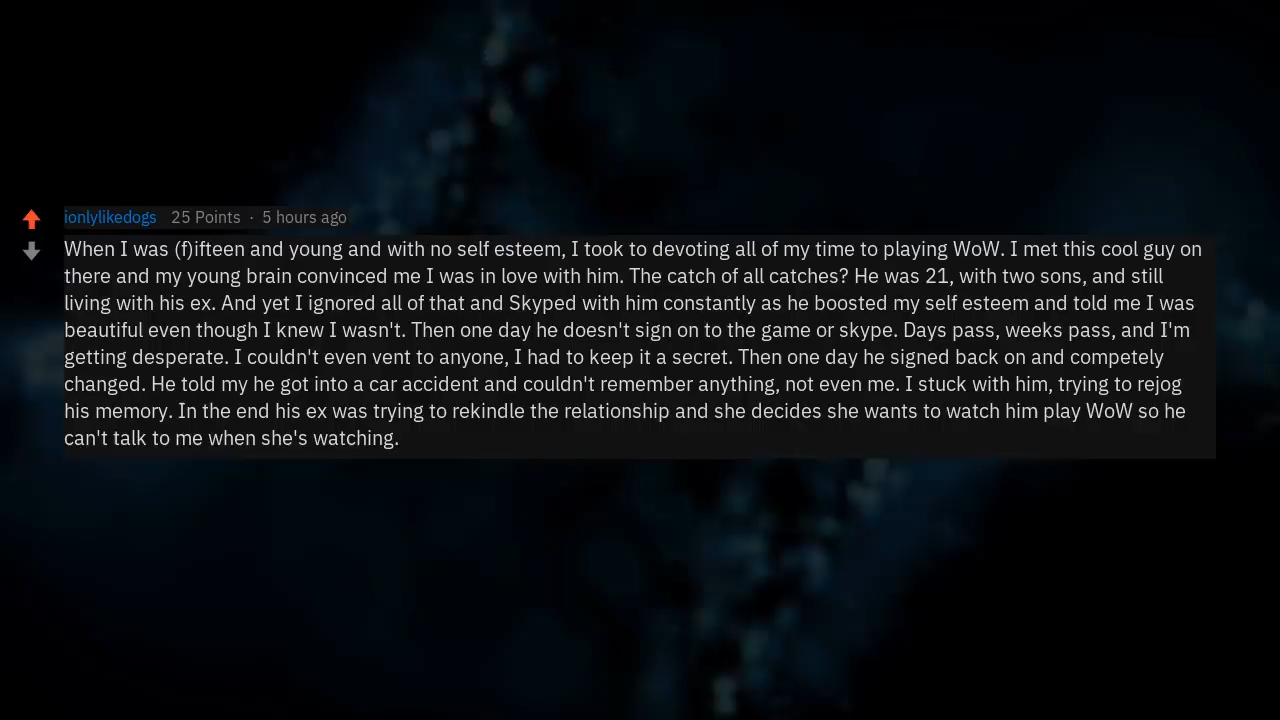 ionlylikedogs 25 Points · 5 hours ago
When I was (f)ifteen and young and with no self esteem, I took to devoting all of my time to playing WoW. I met this cool guy on
there and my young brain convinced me I was in love with him. The catch of all catches? He was 21, with two sons, and still
living with his ex. And yet I ignored all of that and Skyped with him constantly as he boosted my self esteem and told me I was
beautiful even though I knew I wasn't. Then one day he doesn't sign on to the game or skype. Days pass, weeks pass, and I'm
getting desperate. I couldn't even vent to anyone, I had to keep it a secret. Then one day he signed back on and competely
changed. He told my he got into a car accident and couldn't remember anything, not even me. I stuck with him, trying to rejog
his memory. In the end his ex was trying to rekindle the relationship and she decides she wants to watch him play WoW so he
can't talk to me when she's watching.